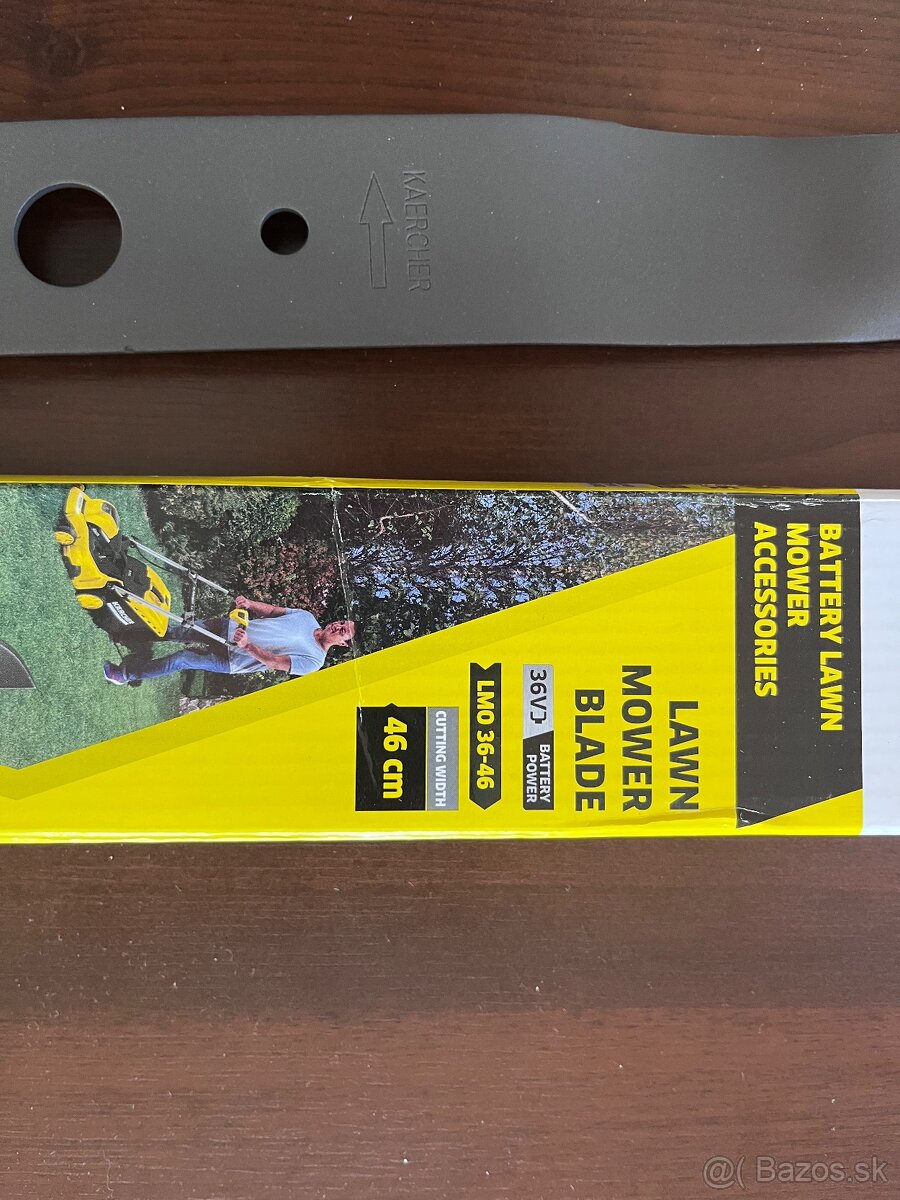 KAERCHER
BATTERY LAWN
MOWER
ACCESSORIES
LAWN
MOWER
BLADE
36V
BATTERY
POWER
LMO 36-46
CUTTING WIDTH
46 cm
@( Bazos.sk